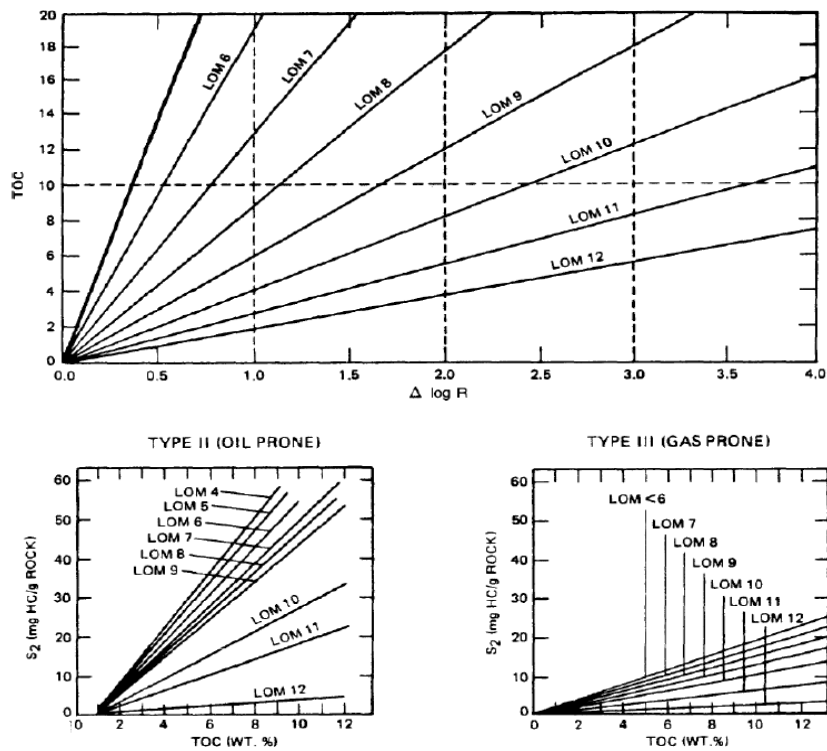 20
18
16
14
12
10
8
6
4
2
0
TOC
LOM 6
LOM 7
LOM 8
LOM 9
LOM 10
LOM 11
LOM 12
0.0 0.5 1.0 1.5 2.0 2.5 3.0 3.5 4.0
Δ log R
TYPE II (OIL PRONE)
60
50
40
30
20
10
0
S2 (mg HC/g ROCK)
LOM 4
LOM 5
LOM 6
LOM 7
LOM 8
LOM 9
LOM 10
LOM 11
LOM 12
0 2 4 6 8 10 12
TOC (WT. %)
TYPE III (GAS PRONE)
60
50
40
30
20
10
0
S2 (mg HC/g ROCK)
LOM <6
LOM 7
LOM 8
LOM 9
LOM 10
LOM 11
LOM 12
0 2 4 6 8 10 12
TOC (WT. %)